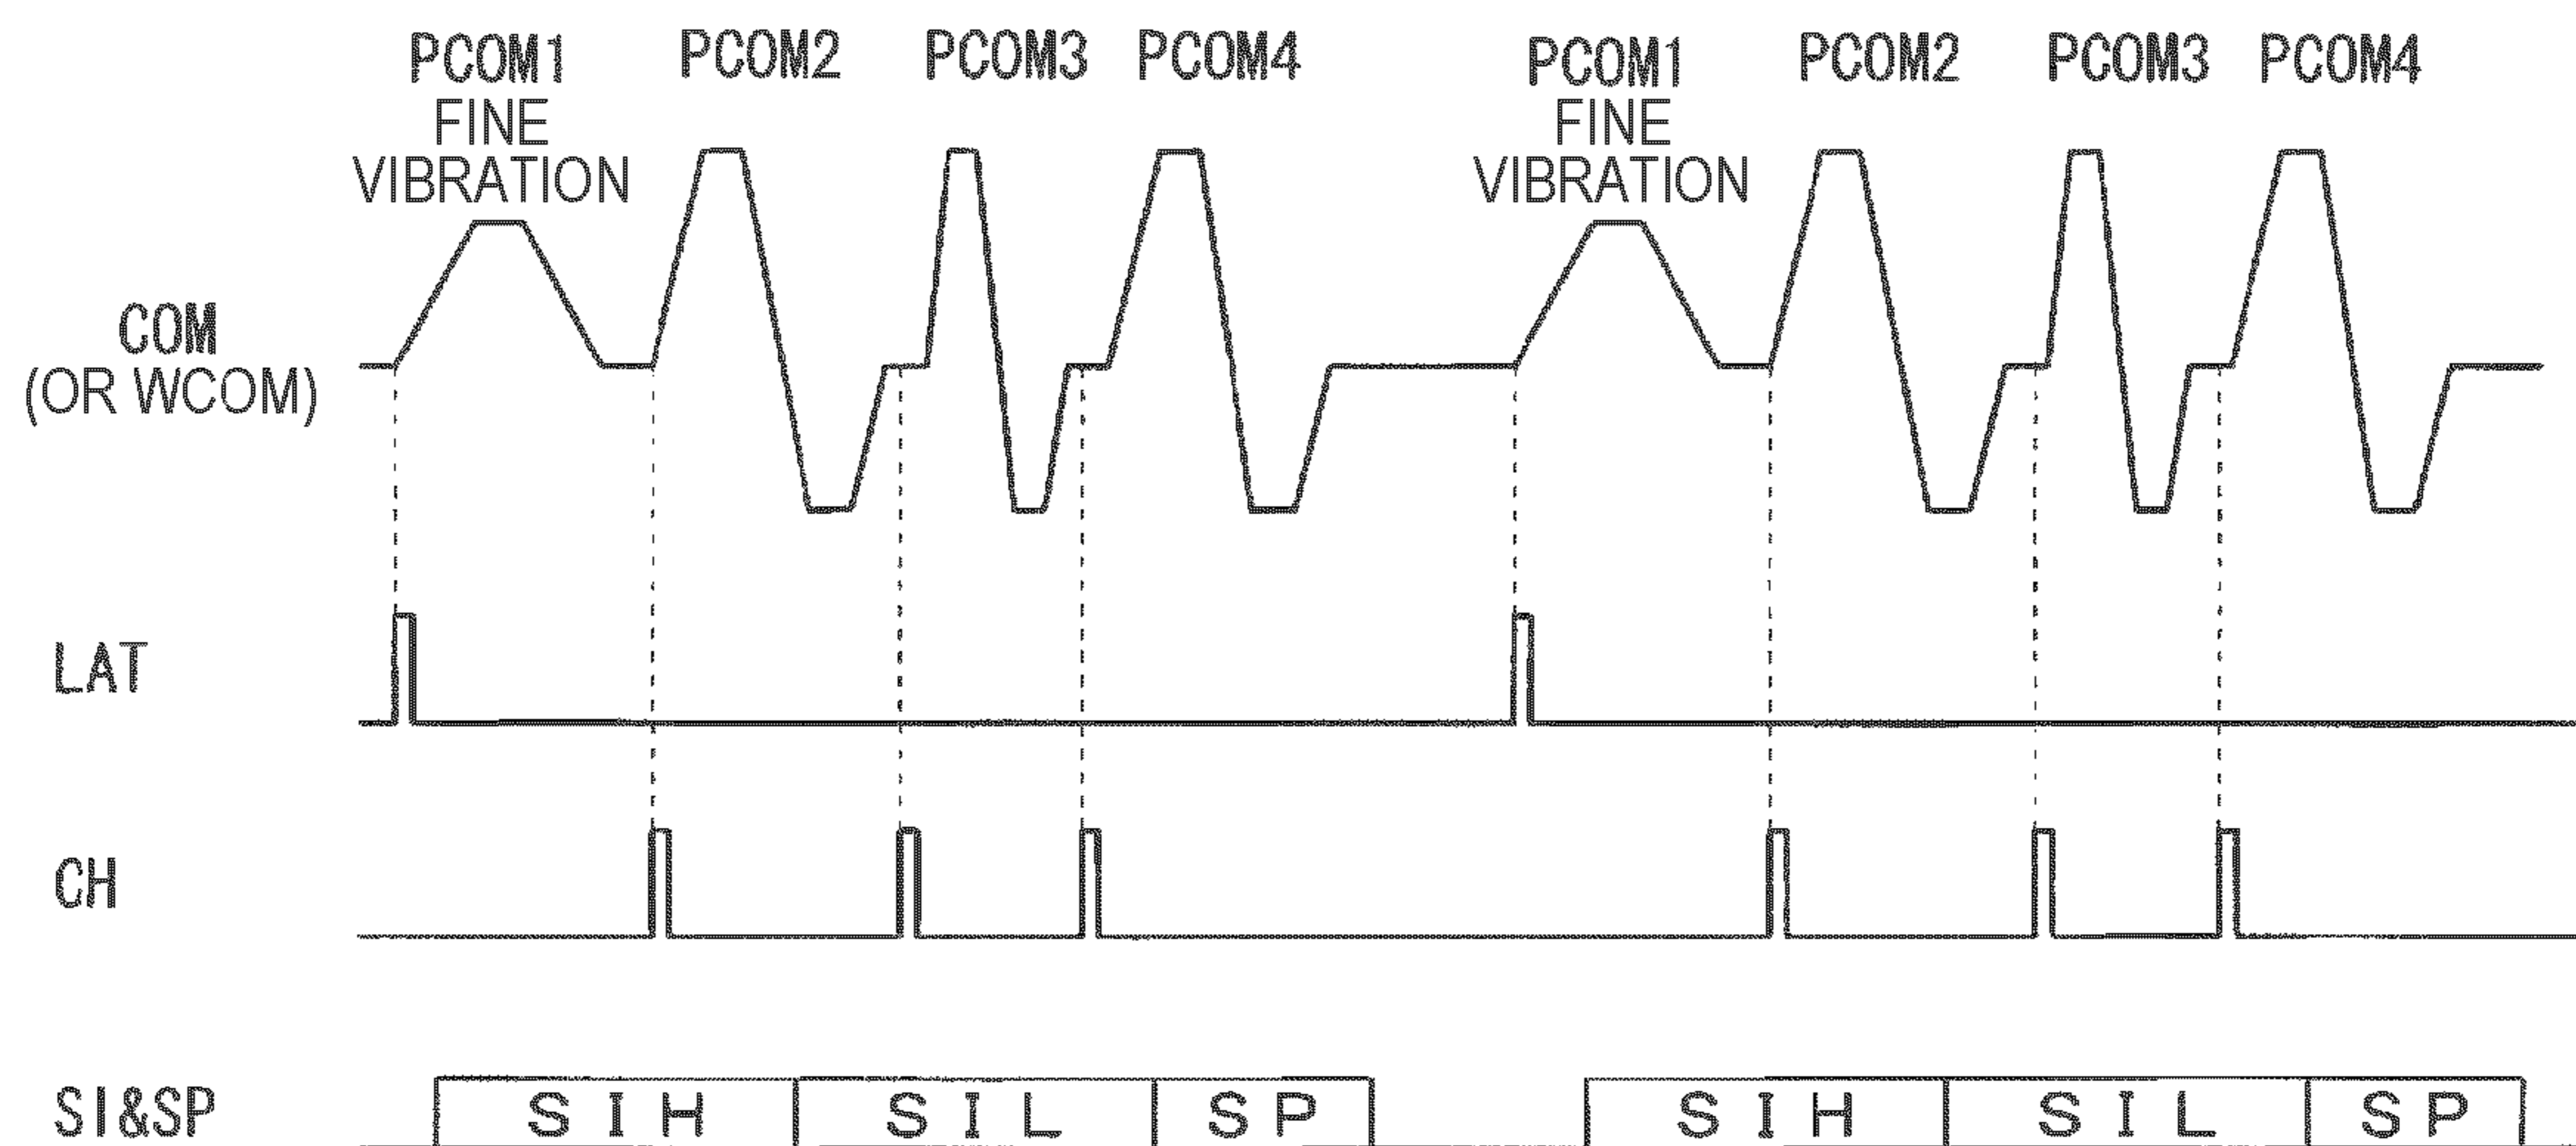 PCOM1 PCOM2 PCOM3 PCOM4 PCOM1 PCOM2 PCOM3 PCOM4
FINE FINE
VIBRATION VIBRATION
COM
(OR WCOM)
LAT
CH
SI&SP SIH SIL SP SIH SIL SP